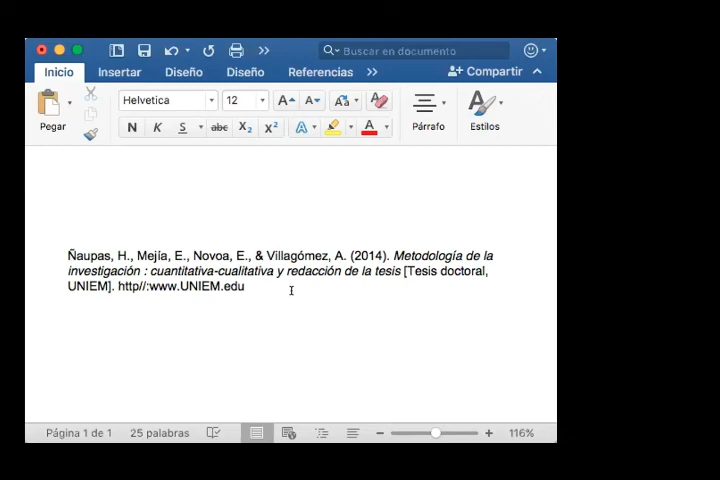 Buscar en documento
Inicio Insertar Diseño Diseño Referencias Compartir
Pegar Helvetica 12 A A Aa Párrafo Estilos
N K S abc X₂ X² A A
Ñaupas, H., Mejía, E., Novoa, E., & Villagómez, A. (2014). Metodología de la
investigación : cuantitativa-cualitativa y redacción de la tesis [Tesis doctoral,
UNIEM]. http//:www.UNIEM.edu
Página 1 de 1 25 palabras 116%